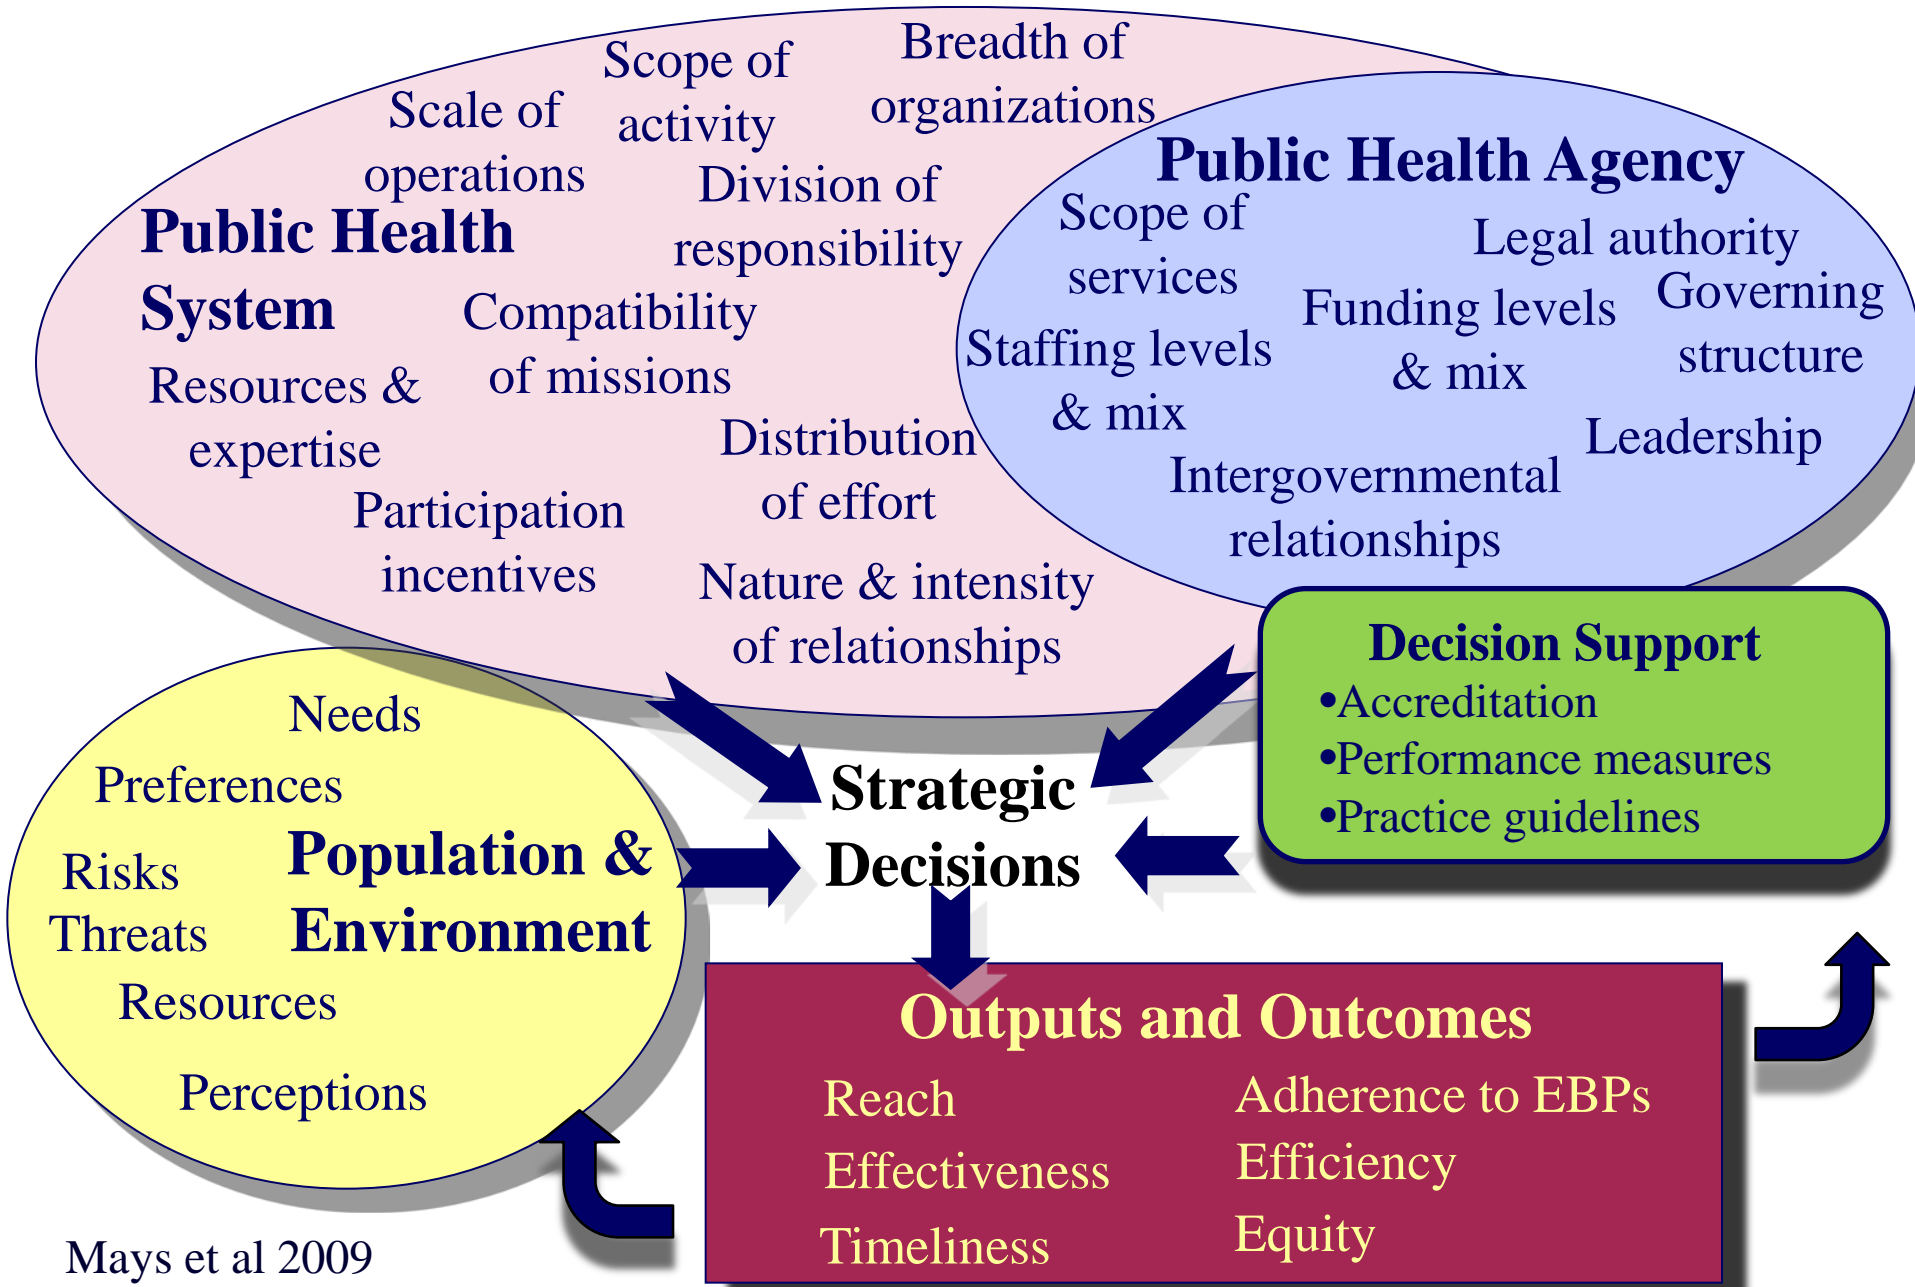 Breadth of
organizations
Scope of
activity
Scale of
operations
Division of
responsibility
Public Health
System
Compatibility
of missions
Resources &
expertise
Distribution
of effort
Participation
incentives
Nature & intensity
of relationships
Public Health Agency
Scope of
services
Legal authority
Governing
structure
Funding levels
& mix
Staffing levels
& mix
Leadership
Intergovernmental
relationships
Decision Support
•Accreditation
•Performance measures
•Practice guidelines
Strategic
Decisions
Needs
Preferences
Risks
Threats
Population &
Environment
Resources
Perceptions
Outputs and Outcomes
Reach
Effectiveness
Timeliness
Adherence to EBPs
Efficiency
Equity
Mays et al 2009